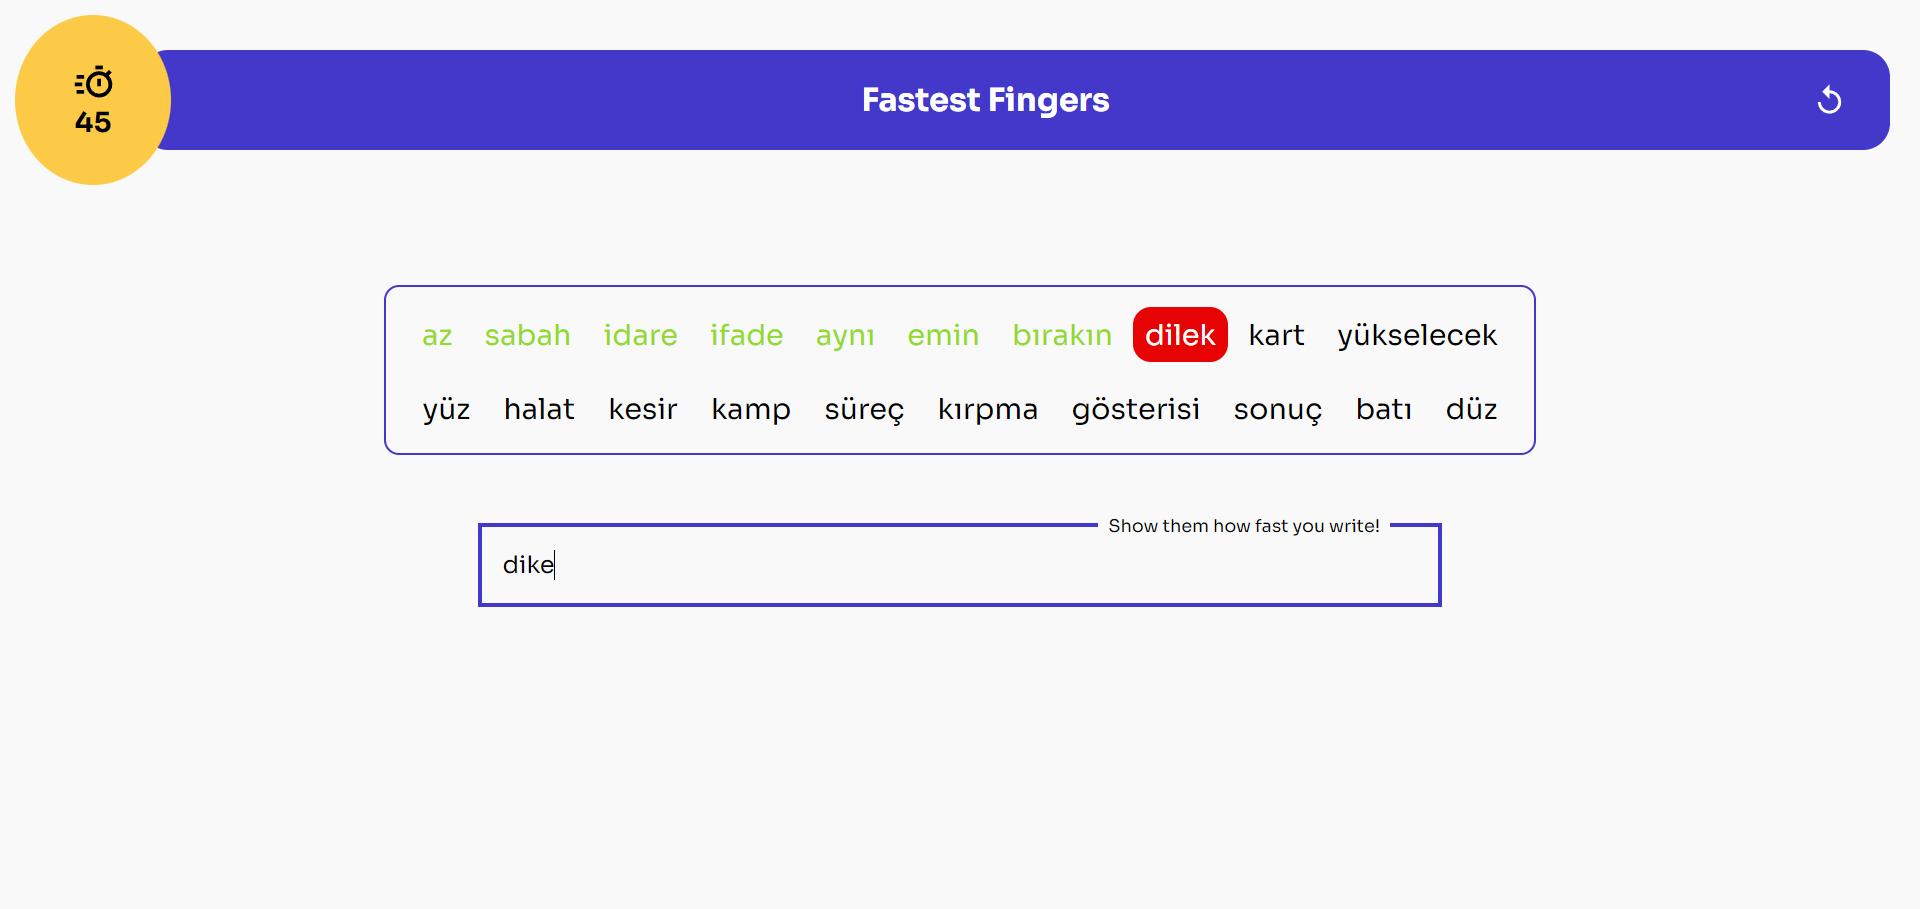 45
Fastest Fingers
az sabah idare ifade aynı emin bırakın dilek kart yükselecek
yüz halat kesir kamp süreç kırpma gösterisi sonuç batı düz
Show them how fast you write!
dike